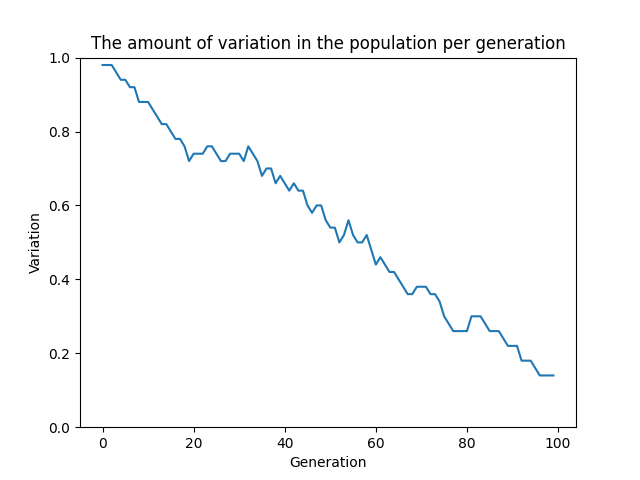 The amount of variation in the population per generation
1.0
0.8
0.6
0.4
0.2
0.0
Variation
0 20 40 60 80 100
Generation